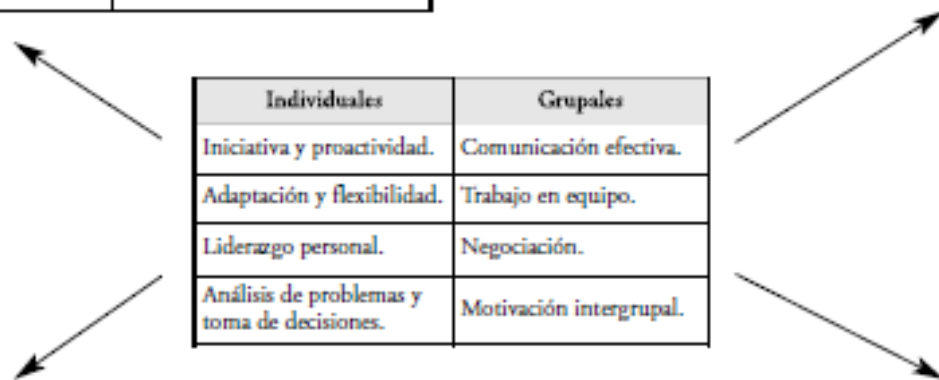 Individuales Grupales
Iniciativa y proactividad. Comunicación efectiva.
Adaptación y flexibilidad. Trabajo en equipo.
Liderazgo personal. Negociación.
Análisis de problemas y
toma de decisiones. Motivación intergrupal.